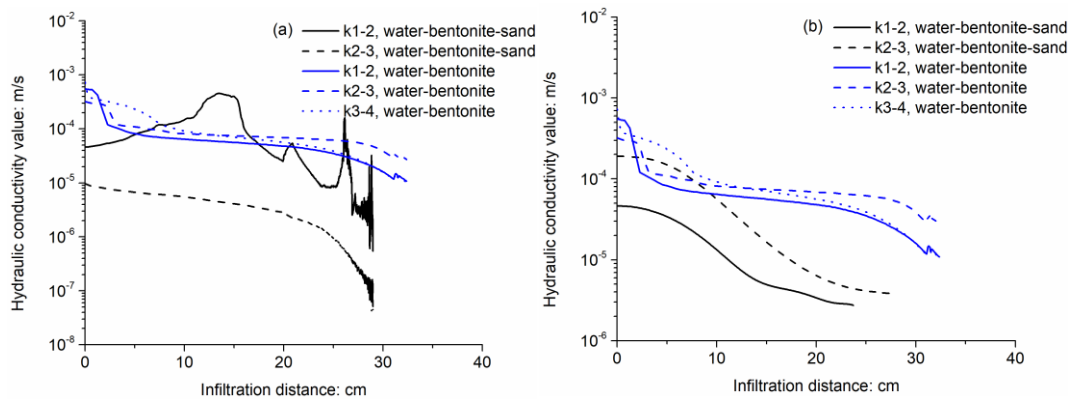 (a)
k1-2, water-bentonite-sand
k2-3, water-bentonite-sand
k1-2, water-bentonite
k2-3, water-bentonite
k3-4, water-bentonite
Hydraulic conductivity value: m/s
10⁻²
10⁻³
10⁻⁴
10⁻⁵
10⁻⁶
10⁻⁷
10⁻⁸
0
10
20
30
40
Infiltration distance: cm
(b)
k1-2, water-bentonite-sand
k2-3, water-bentonite-sand
k1-2, water-bentonite
k2-3, water-bentonite
k3-4, water-bentonite
Hydraulic conductivity value: m/s
10⁻²
10⁻³
10⁻⁴
10⁻⁵
10⁻⁶
0
10
20
30
40
Infiltration distance: cm